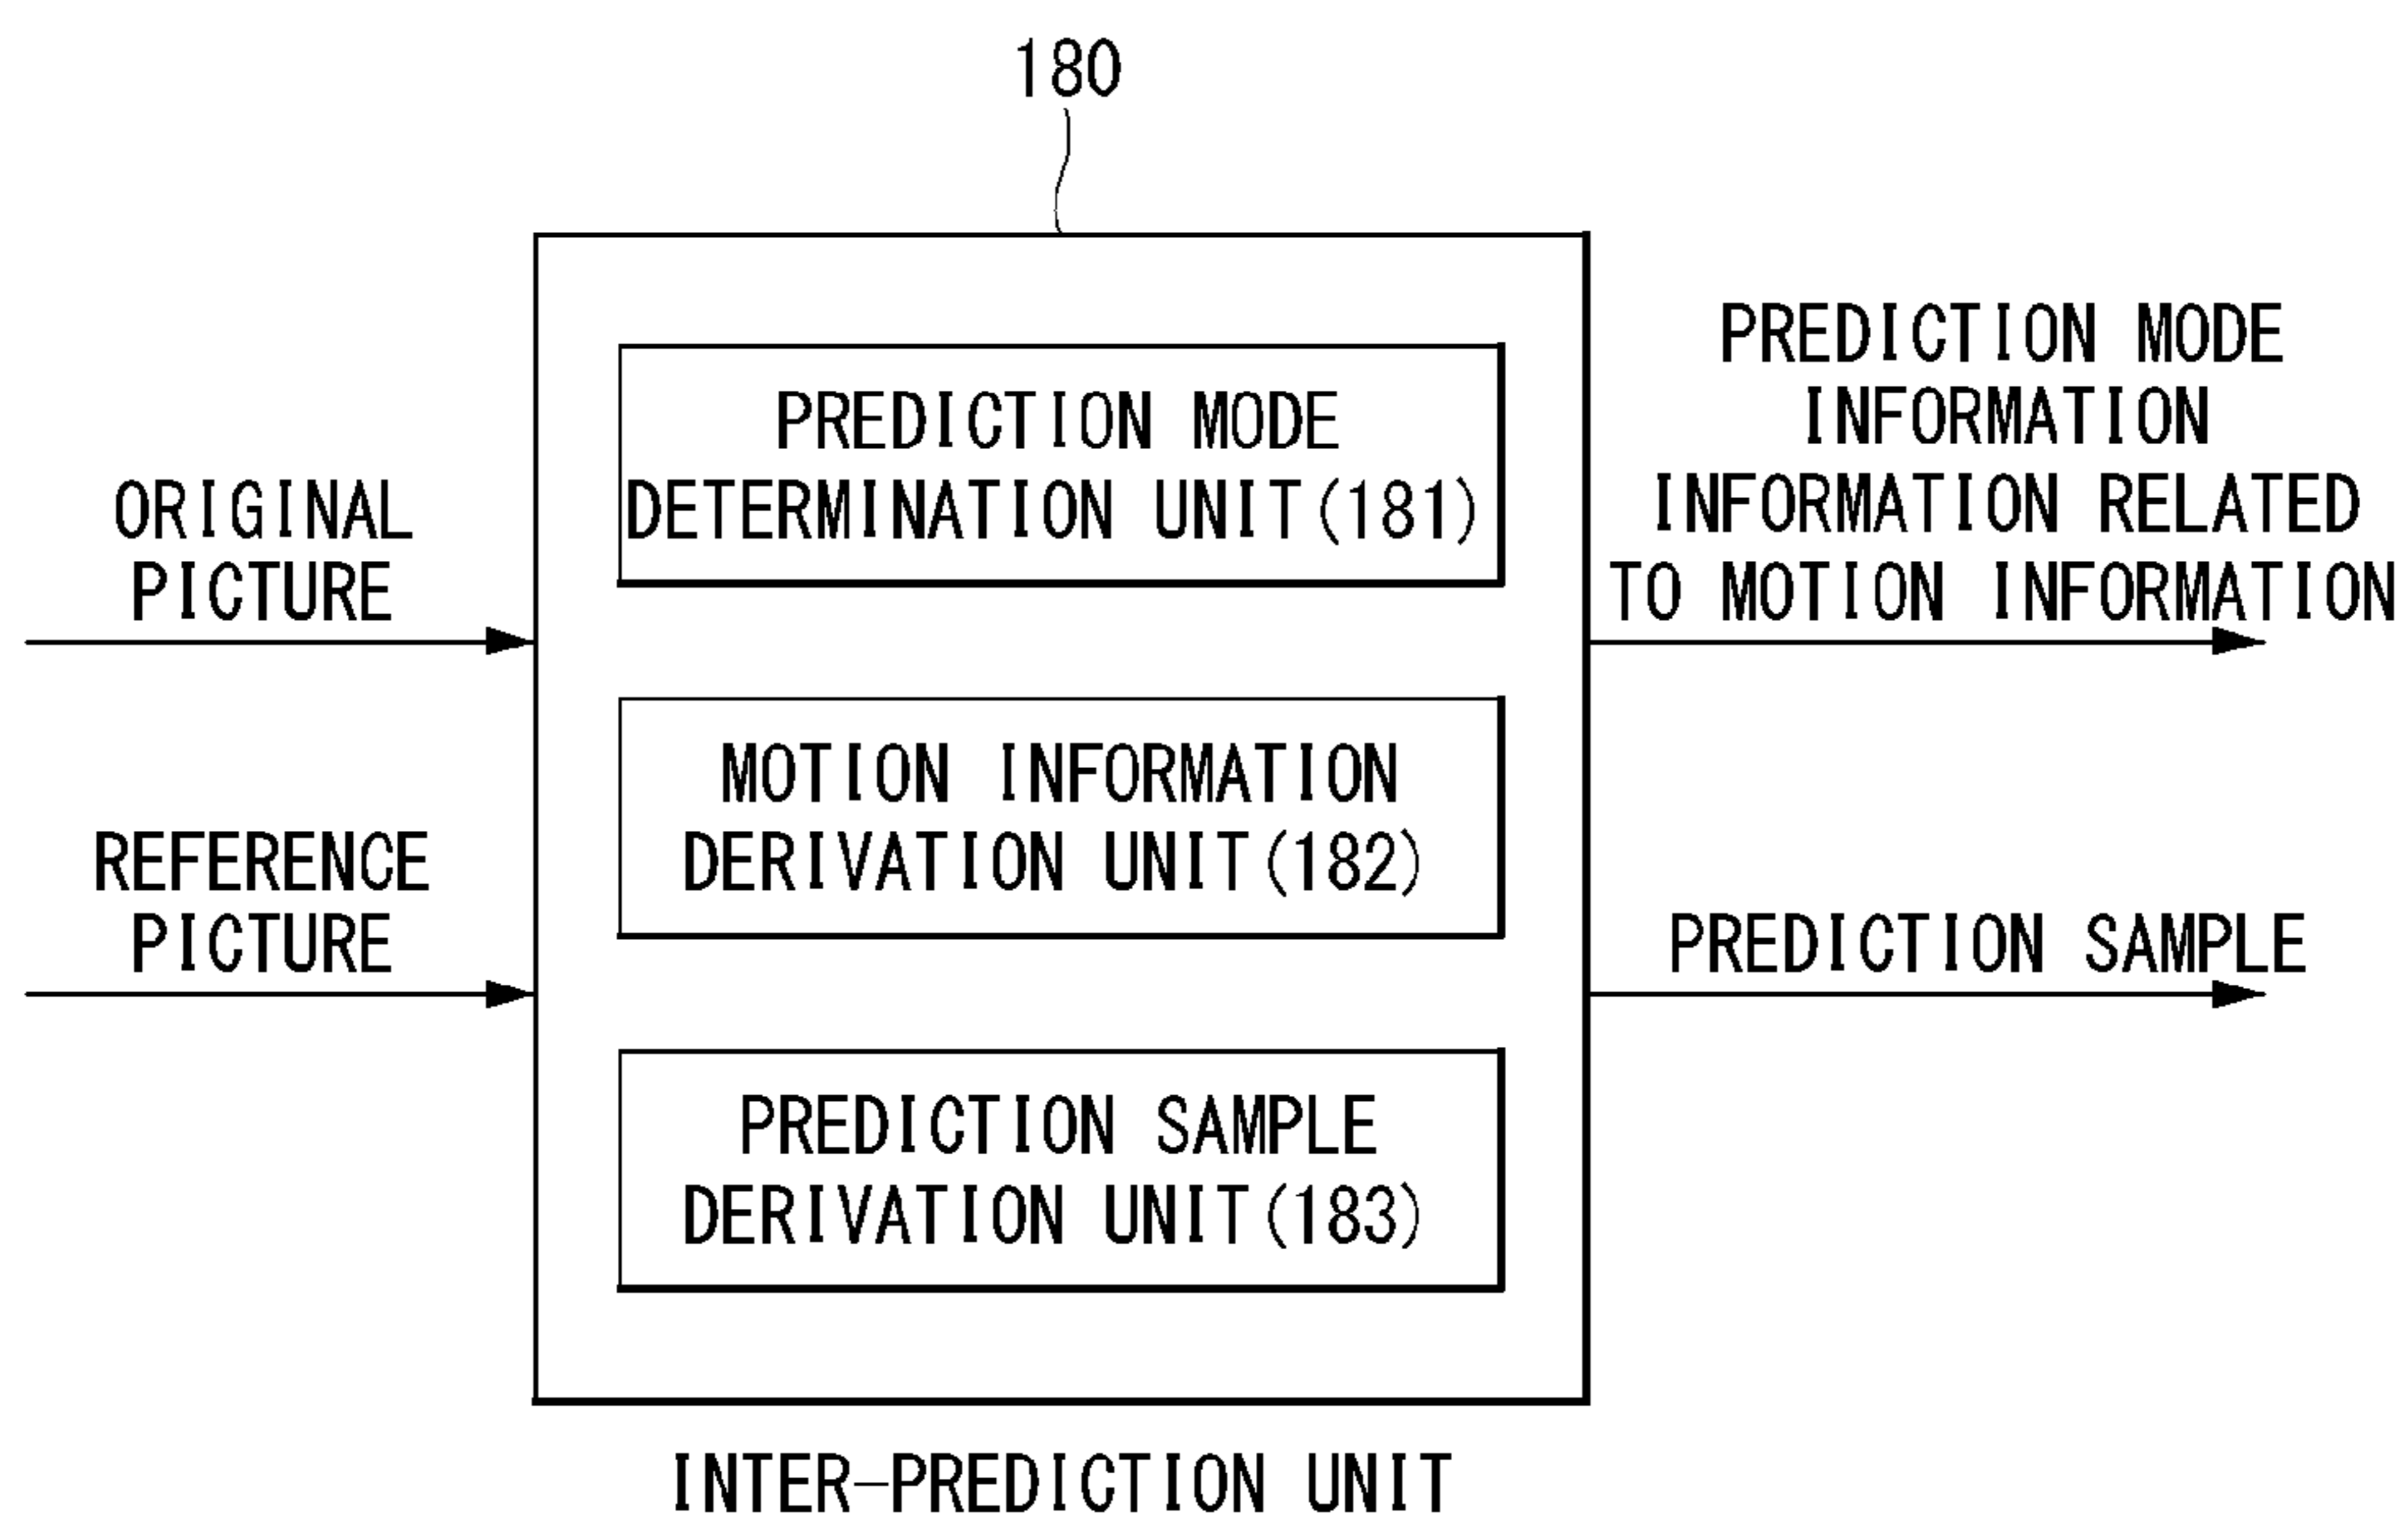 180
ORIGINAL
PICTURE
REFERENCE
PICTURE
PREDICTION MODE
DETERMINATION UNIT(181)
MOTION INFORMATION
DERIVATION UNIT(182)
PREDICTION SAMPLE
DERIVATION UNIT(183)
PREDICTION MODE
INFORMATION
INFORMATION RELATED
TO MOTION INFORMATION
PREDICTION SAMPLE
INTER-PREDICTION UNIT